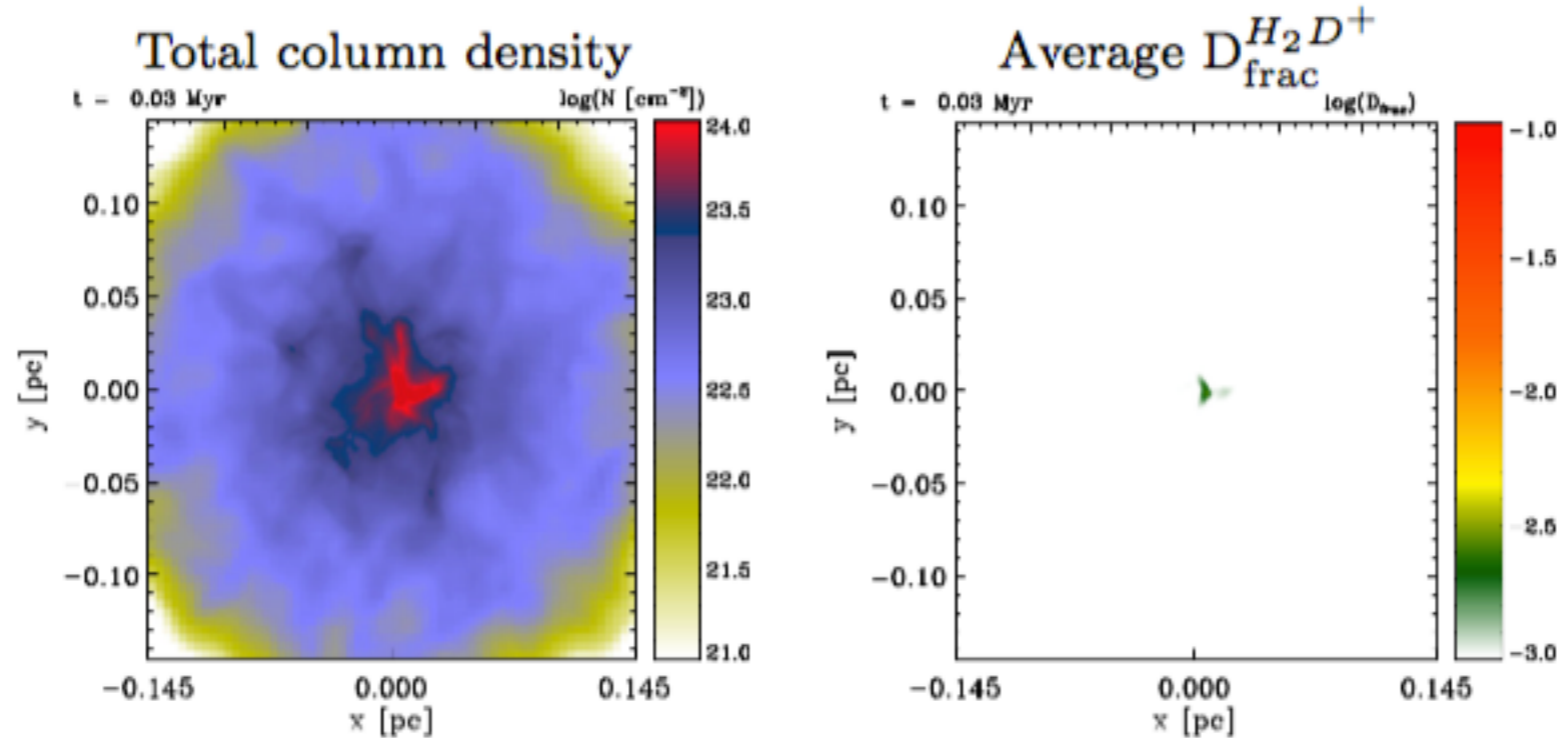 Total column density
t = 0.03 Myr log(N [cm⁻²])
24.0
23.5
23.0
22.5
22.0
21.5
21.0
0.10
0.05
0.00
-0.05
-0.10
y [pc]
-0.145 0.000 0.145
x [pc]
Average D_frac^{H₂D⁺}
t = 0.03 Myr log(D_frac)
-1.0
-1.5
-2.0
-2.5
-3.0
0.10
0.05
0.00
-0.05
-0.10
y [pc]
-0.145 0.000 0.145
x [pc]